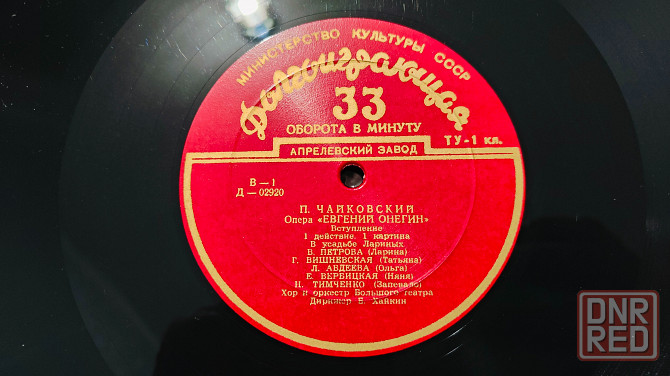 МИНИСТЕРСТВО КУЛЬТУРЫ СССР
Долгоиграющая
33
ОБОРОТА В МИНУТУ
ТУ-1 кл.
АПРЕЛЕВСКИЙ ЗАВОД
В — 1
Д — 02920
П. ЧАЙКОВСКИЙ
Опера «ЕВГЕНИЙ ОНЕГИН»
Вступление
1 действие, 1 картина
В усадьбе Лариных
В. ПЕТРОВА (Ларина)
Г. ВИШНЕВСКАЯ (Татьяна)
Л. АВДЕЕВА (Ольга)
Е. ВЕРБИЦКАЯ (Няня)
И. ТИМЧЕНКО (Запевало)
Хор и оркестр Большого театра
Дирижер Б. Хайкин
DNR
RED